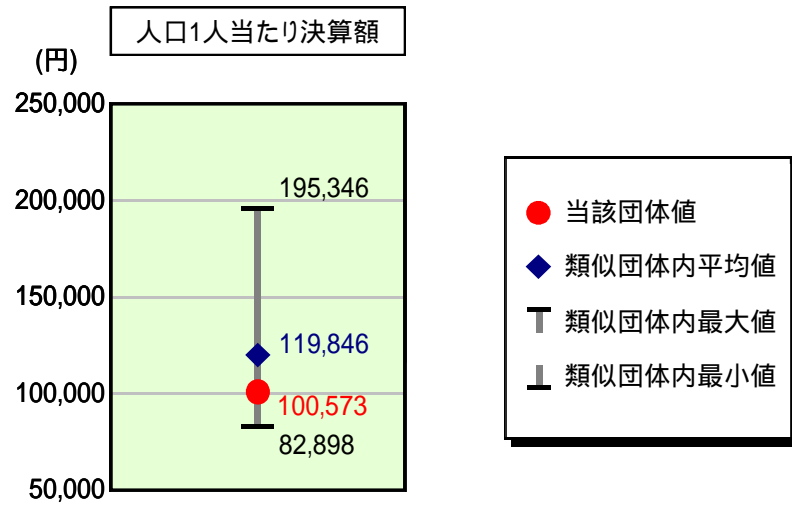 人口1人当たり決算額
(円)
250,000
200,000
150,000
100,000
50,000
195,346
119,846
100,573
82,898
当該団体値
類似団体内平均値
類似団体内最大値
類似団体内最小値